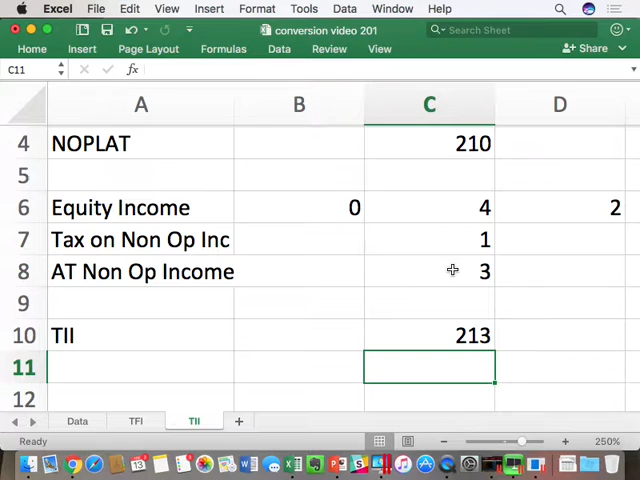 Excel File Edit View Insert Format Tools Data Window Help
conversion video 201
Search Sheet
Home Insert Page Layout Formulas Data Review View Share
C11 fx
A B C D
4 NOPLAT 210
5
6 Equity Income 0 4 2
7 Tax on Non Op Inc 1
8 AT Non Op Income 3
9
10 TII 213
11
12
Data TFI TII
Ready 250%